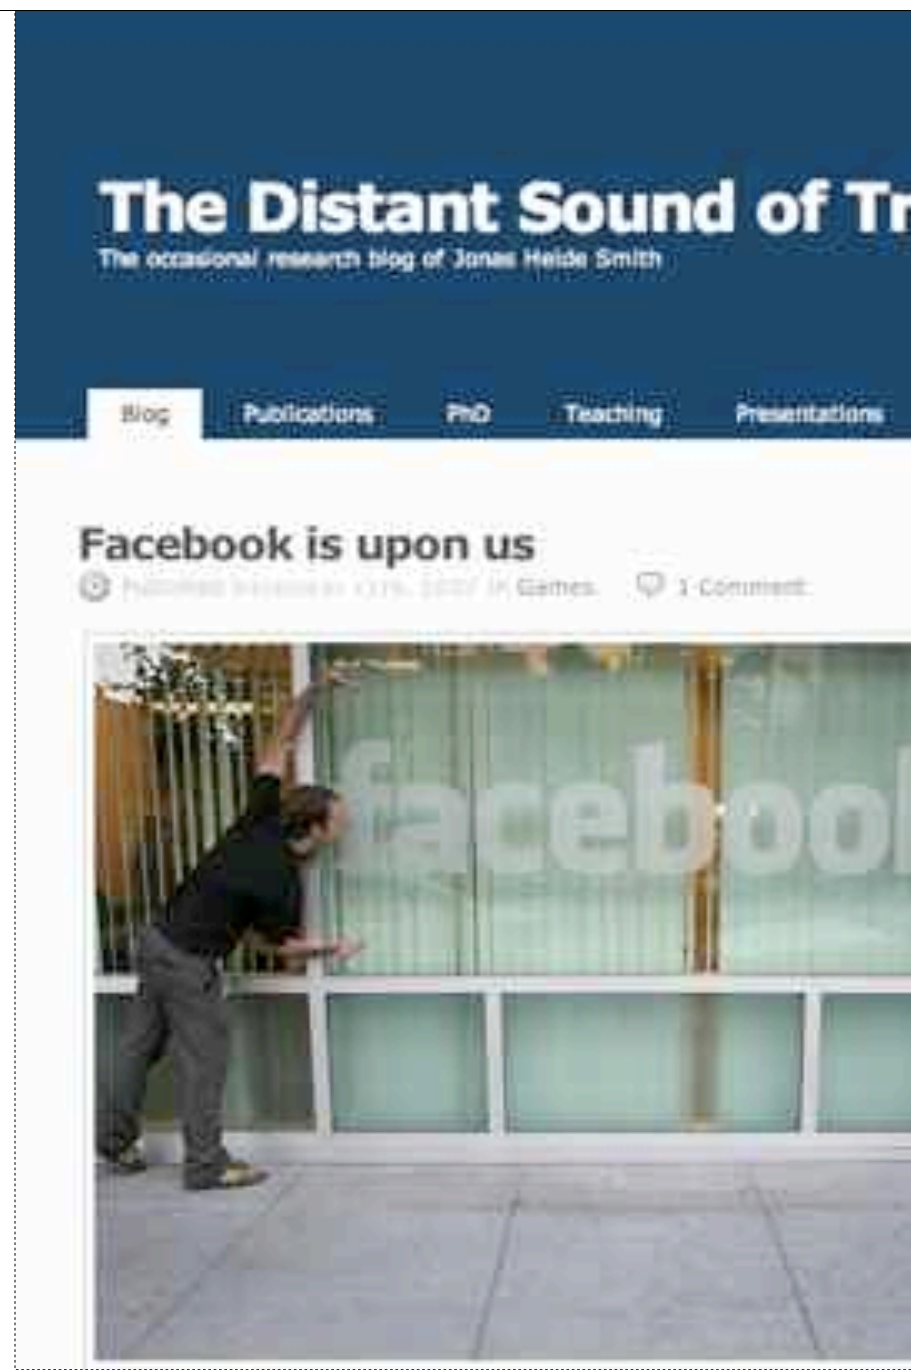 The Distant Sound of Tr
The occasional research blog of Jonas Heide Smith
Blog Publications PhD Teaching Presentations
Facebook is upon us
Games 1 Comment
facebook